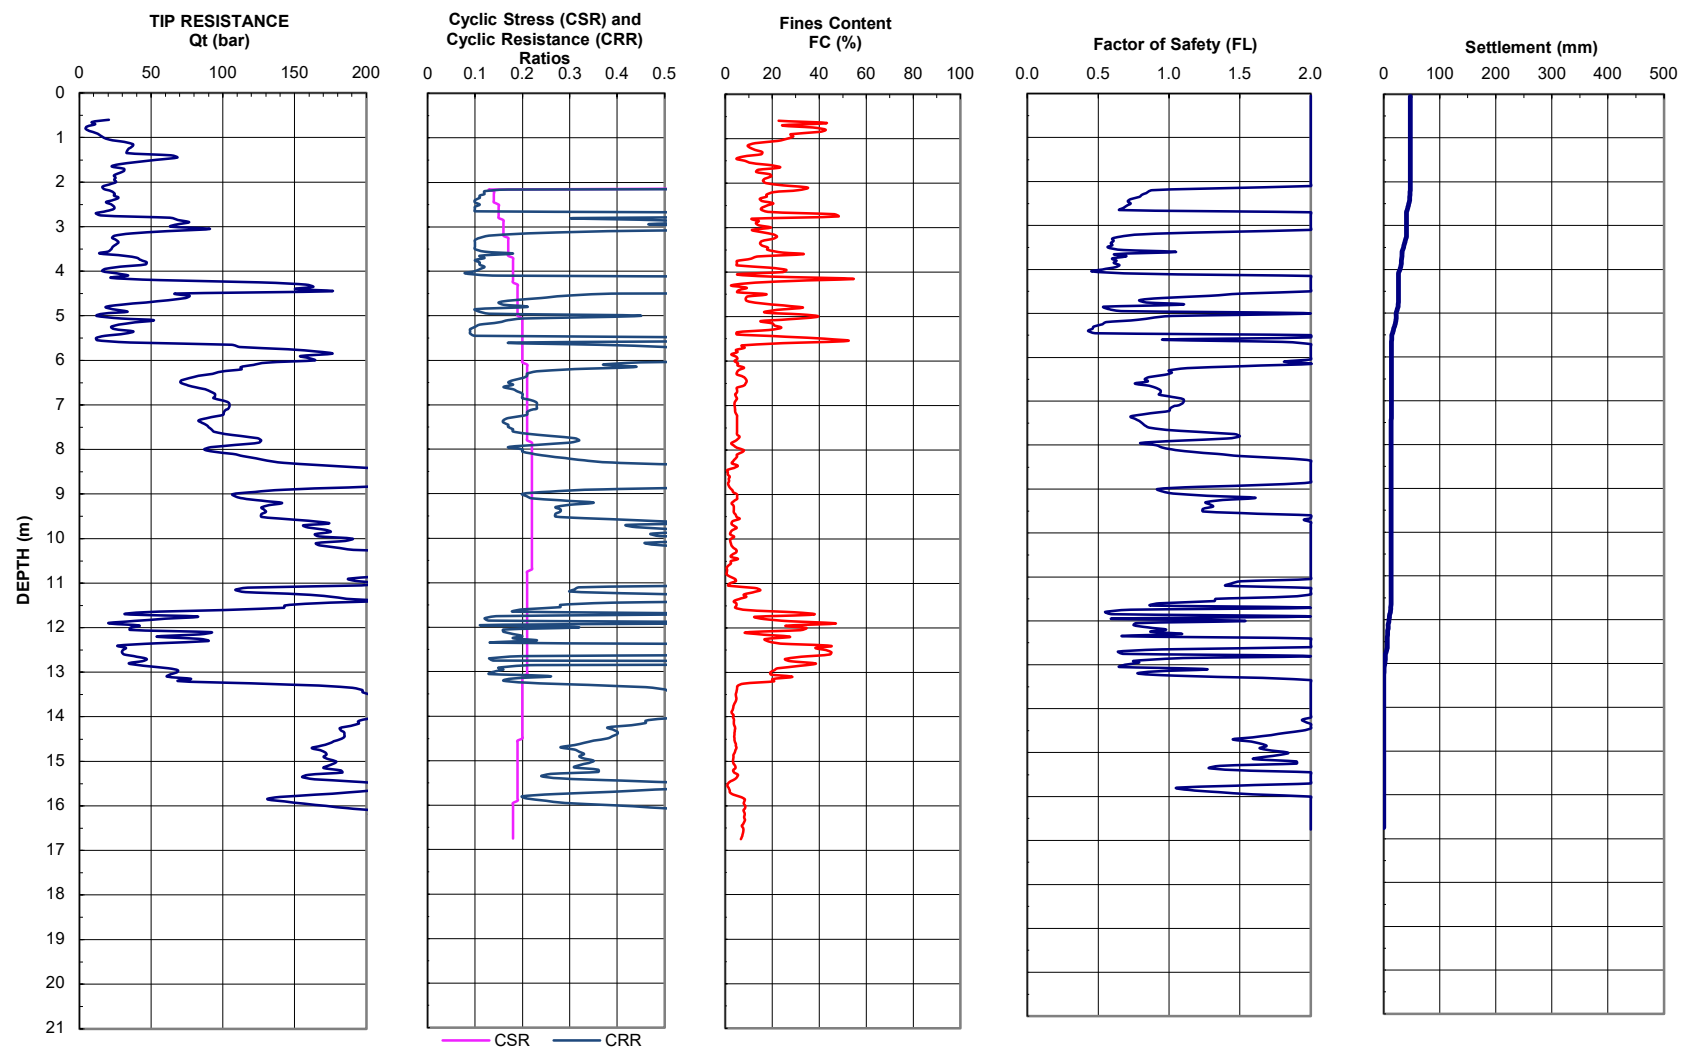 TIP RESISTANCE
Qt (bar)
0 50 100 150 200
Cyclic Stress (CSR) and
Cyclic Resistance (CRR)
Ratios
0 0.1 0.2 0.3 0.4 0.5
Fines Content
FC (%)
0 20 40 60 80 100
Factor of Safety (FL)
0.0 0.5 1.0 1.5 2.0
Settlement (mm)
0 100 200 300 400 500
DEPTH (m)
0
1
2
3
4
5
6
7
8
9
10
11
12
13
14
15
16
17
18
19
20
21
CSR CRR